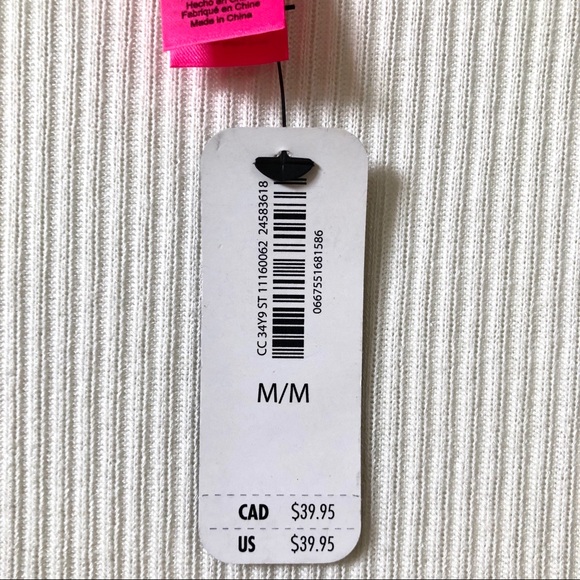 Hecho en China
Fabriqué en Chine
Made in China
CC 34Y9 ST 11160062 24583618
0667551681586
M/M
CAD $39.95
US $39.95